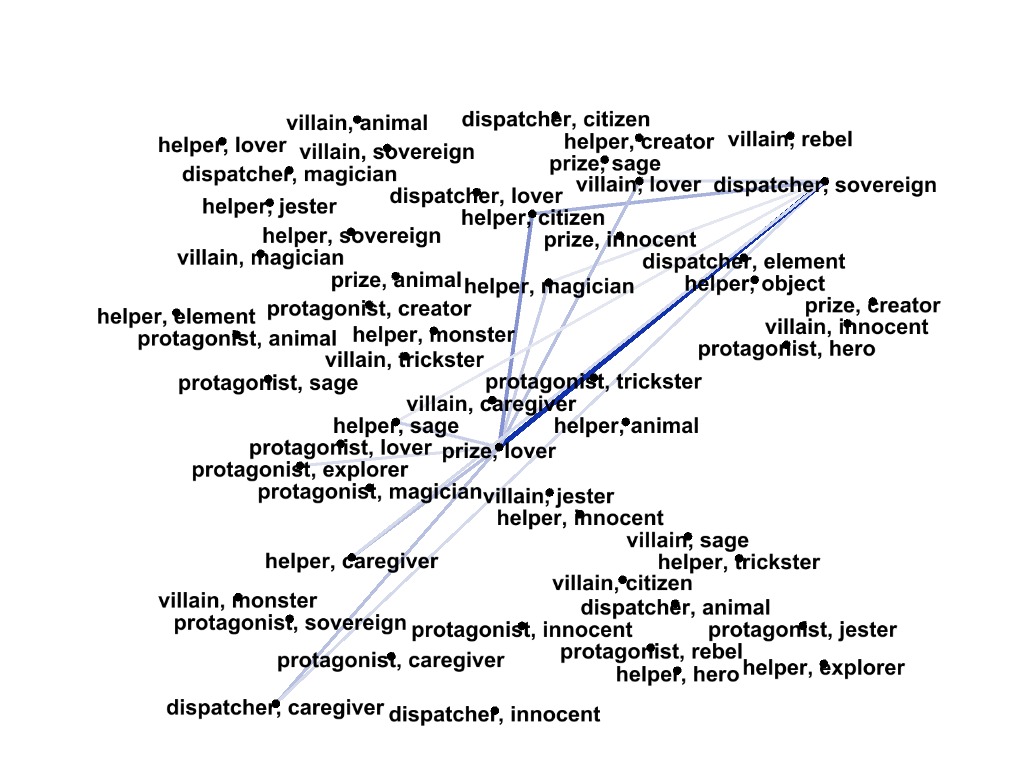 dispatcher, citizen
villain, animal
villain, rebel
helper, creator
helper, lover
villain, sovereign
prize, sage
dispatcher, magician
villain, lover
dispatcher, sovereign
dispatcher, lover
helper, jester
helper, citizen
helper, sovereign
prize, innocent
villain, magician
dispatcher, element
prize, animal
helper, object
helper, magician
prize, creator
protagonist, creator
helper, element
villain, innocent
helper, monster
protagonist, animal
protagonist, hero
villain, trickster
protagonist, trickster
protagonist, sage
villain, caregiver
helper, sage
helper, animal
protagonist, lover
prize, lover
protagonist, explorer
protagonist, magician
villain, jester
helper, innocent
villain, sage
helper, caregiver
helper, trickster
villain, citizen
villain, monster
dispatcher, animal
protagonist, sovereign
protagonist, innocent
protagonist, jester
protagonist, rebel
protagonist, caregiver
helper, explorer
helper, hero
dispatcher, caregiver
dispatcher, innocent